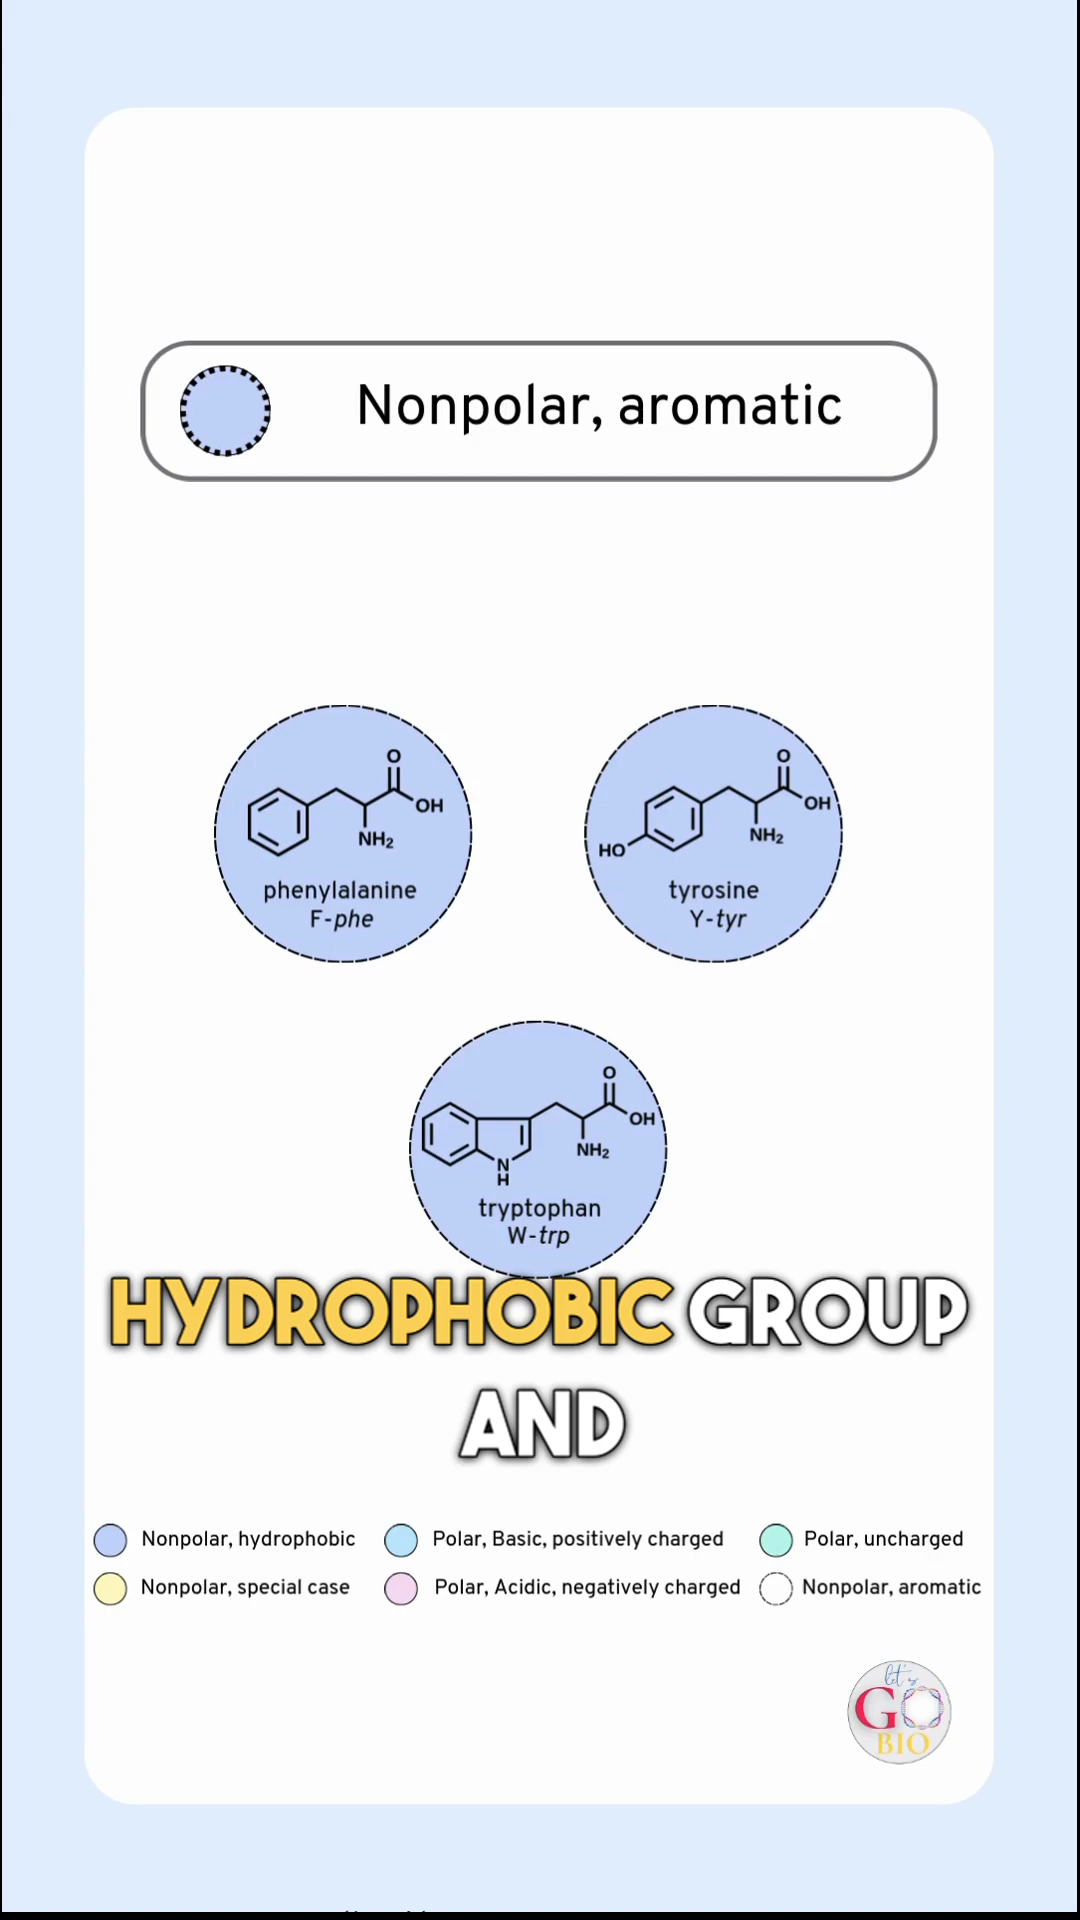 Nonpolar, aromatic
O
OH
NH₂
phenylalanine
F-phe
O
OH
NH₂
HO
tyrosine
Y-tyr
O
OH
NH₂
N
H
tryptophan
W-trp
HYDROPHOBIC GROUP
AND
Nonpolar, hydrophobic
Polar, Basic, positively charged
Polar, uncharged
Nonpolar, special case
Polar, Acidic, negatively charged
Nonpolar, aromatic
let's
GO
BIO